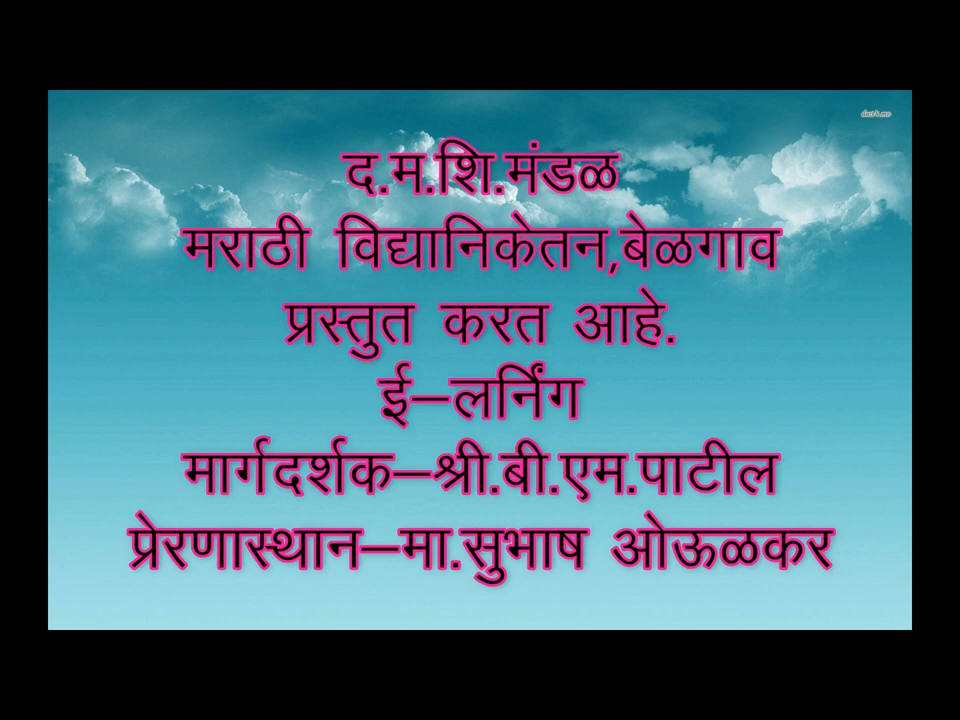 द.म.शि.मंडळ
मराठी विद्यानिकेतन,बेळगाव
प्रस्तुत करत आहे.
ई–लर्निंग
मार्गदर्शक–श्री.बी.एम.पाटील
प्रेरणास्थान–मा.सुभाष ओऊळकर